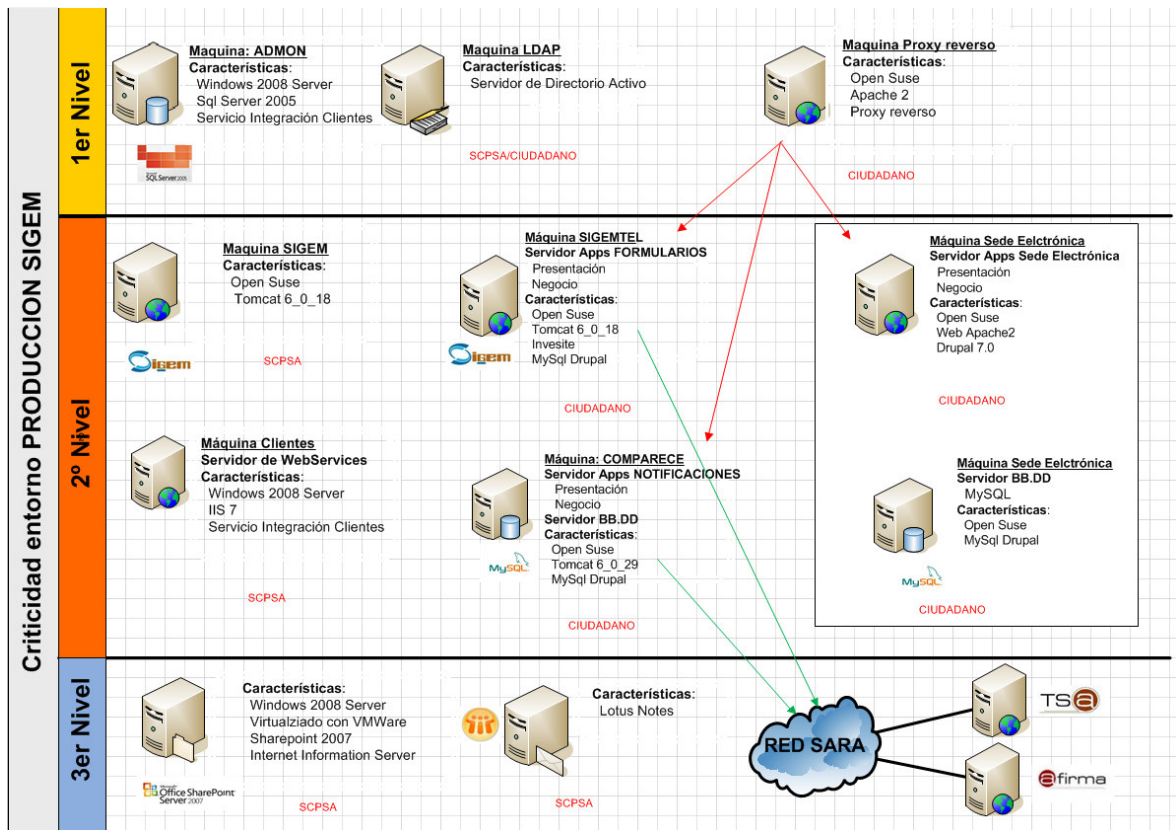 Criticidad entorno PRODUCCION SIGEM
1er Nivel
Maquina: ADMON
Características:
Windows 2008 Server
Sql Server 2005
Servicio Integración Clientes
SQL Server 2005
Maquina LDAP
Características:
Servidor de Directorio Activo
SCPSA/CIUDADANO
Maquina Proxy reverso
Características:
Open Suse
Apache 2
Proxy reverso
CIUDADANO
2º Nivel
Maquina SIGEM
Características:
Open Suse
Tomcat 6_0_18
Sigem
SCPSA
Máquina SIGEMTEL
Servidor Apps FORMULARIOS
Presentación
Negocio
Características:
Open Suse
Tomcat 6_0_18
Invesite
MySql Drupal
Sigem
CIUDADANO
Máquina Sede Eelctrónica
Servidor Apps Sede Electrónica
Presentación
Negocio
Características:
Open Suse
Web Apache2
Drupal 7.0
CIUDADANO
Máquina Clientes
Servidor de WebServices
Características:
Windows 2008 Server
IIS 7
Servicio Integración Clientes
SCPSA
Máquina: COMPARECE
Servidor Apps NOTIFICACIONES
Presentación
Negocio
Servidor BB.DD
Características:
Open Suse
Tomcat 6_0_29
MySql Drupal
MySQL
CIUDADANO
Máquina Sede Eelctrónica
Servidor BB.DD
MySQL
Características:
Open Suse
MySql Drupal
MySQL
CIUDADANO
3er Nivel
Características:
Windows 2008 Server
Virtualziado con VMWare
Sharepoint 2007
Internet Information Server
Office SharePoint
Server 2007
SCPSA
Características:
Lotus Notes
SCPSA
RED SARA
TS@
@firma